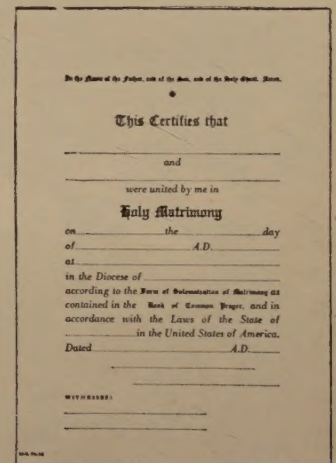 In the Name of the Father, and of the Son, and of the Holy Ghost. Amen.
This Certifies that
and
were united by me in
Holy Matrimony
on the day
of A.D.
at
in the Diocese of
according to the Form of Solemnization of Matrimony as
contained in the Book of Common Prayer, and in
accordance with the Laws of the State of
in the United States of America.
Dated A.D.
WITNESSES: